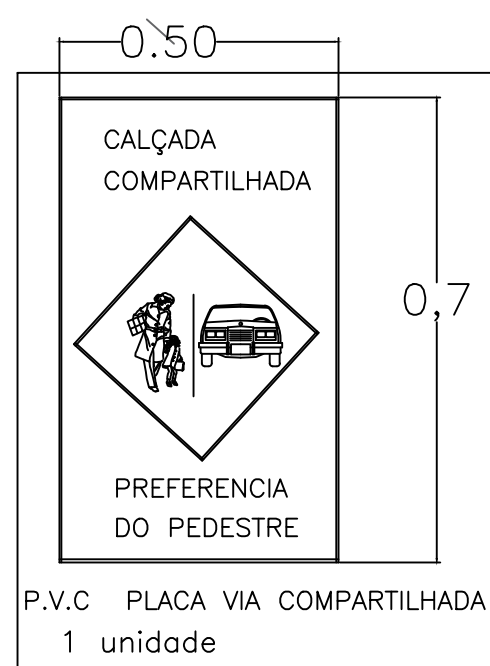 0.50
CALÇADA
COMPARTILHADA
0,7
PREFERENCIA
DO PEDESTRE
P.V.C PLACA VIA COMPARTILHADA
1 unidade